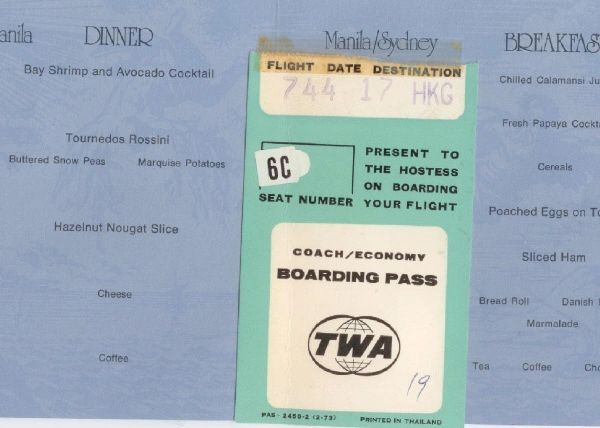 anila
DINNER
Bay Shrimp and Avocado Cocktail
Tournedos Rossini
Buttered Snow Peas Marquise Potatoes
Hazelnut Nougat Slice
Cheese
Coffee
Manila/Sydney
FLIGHT DATE DESTINATION
744 17 HKG
6C
SEAT NUMBER
PRESENT TO
THE HOSTESS
ON BOARDING
YOUR FLIGHT
COACH/ECONOMY
BOARDING PASS
TWA
19
PAS-2450-2 (2-73) PRINTED IN THAILAND
BREAKFAS
Chilled Calamansi Ju
Fresh Papaya Cockt
Cereals
Poached Eggs on To
Sliced Ham
Bread Roll Danish
Marmalade
Tea Coffee Cho